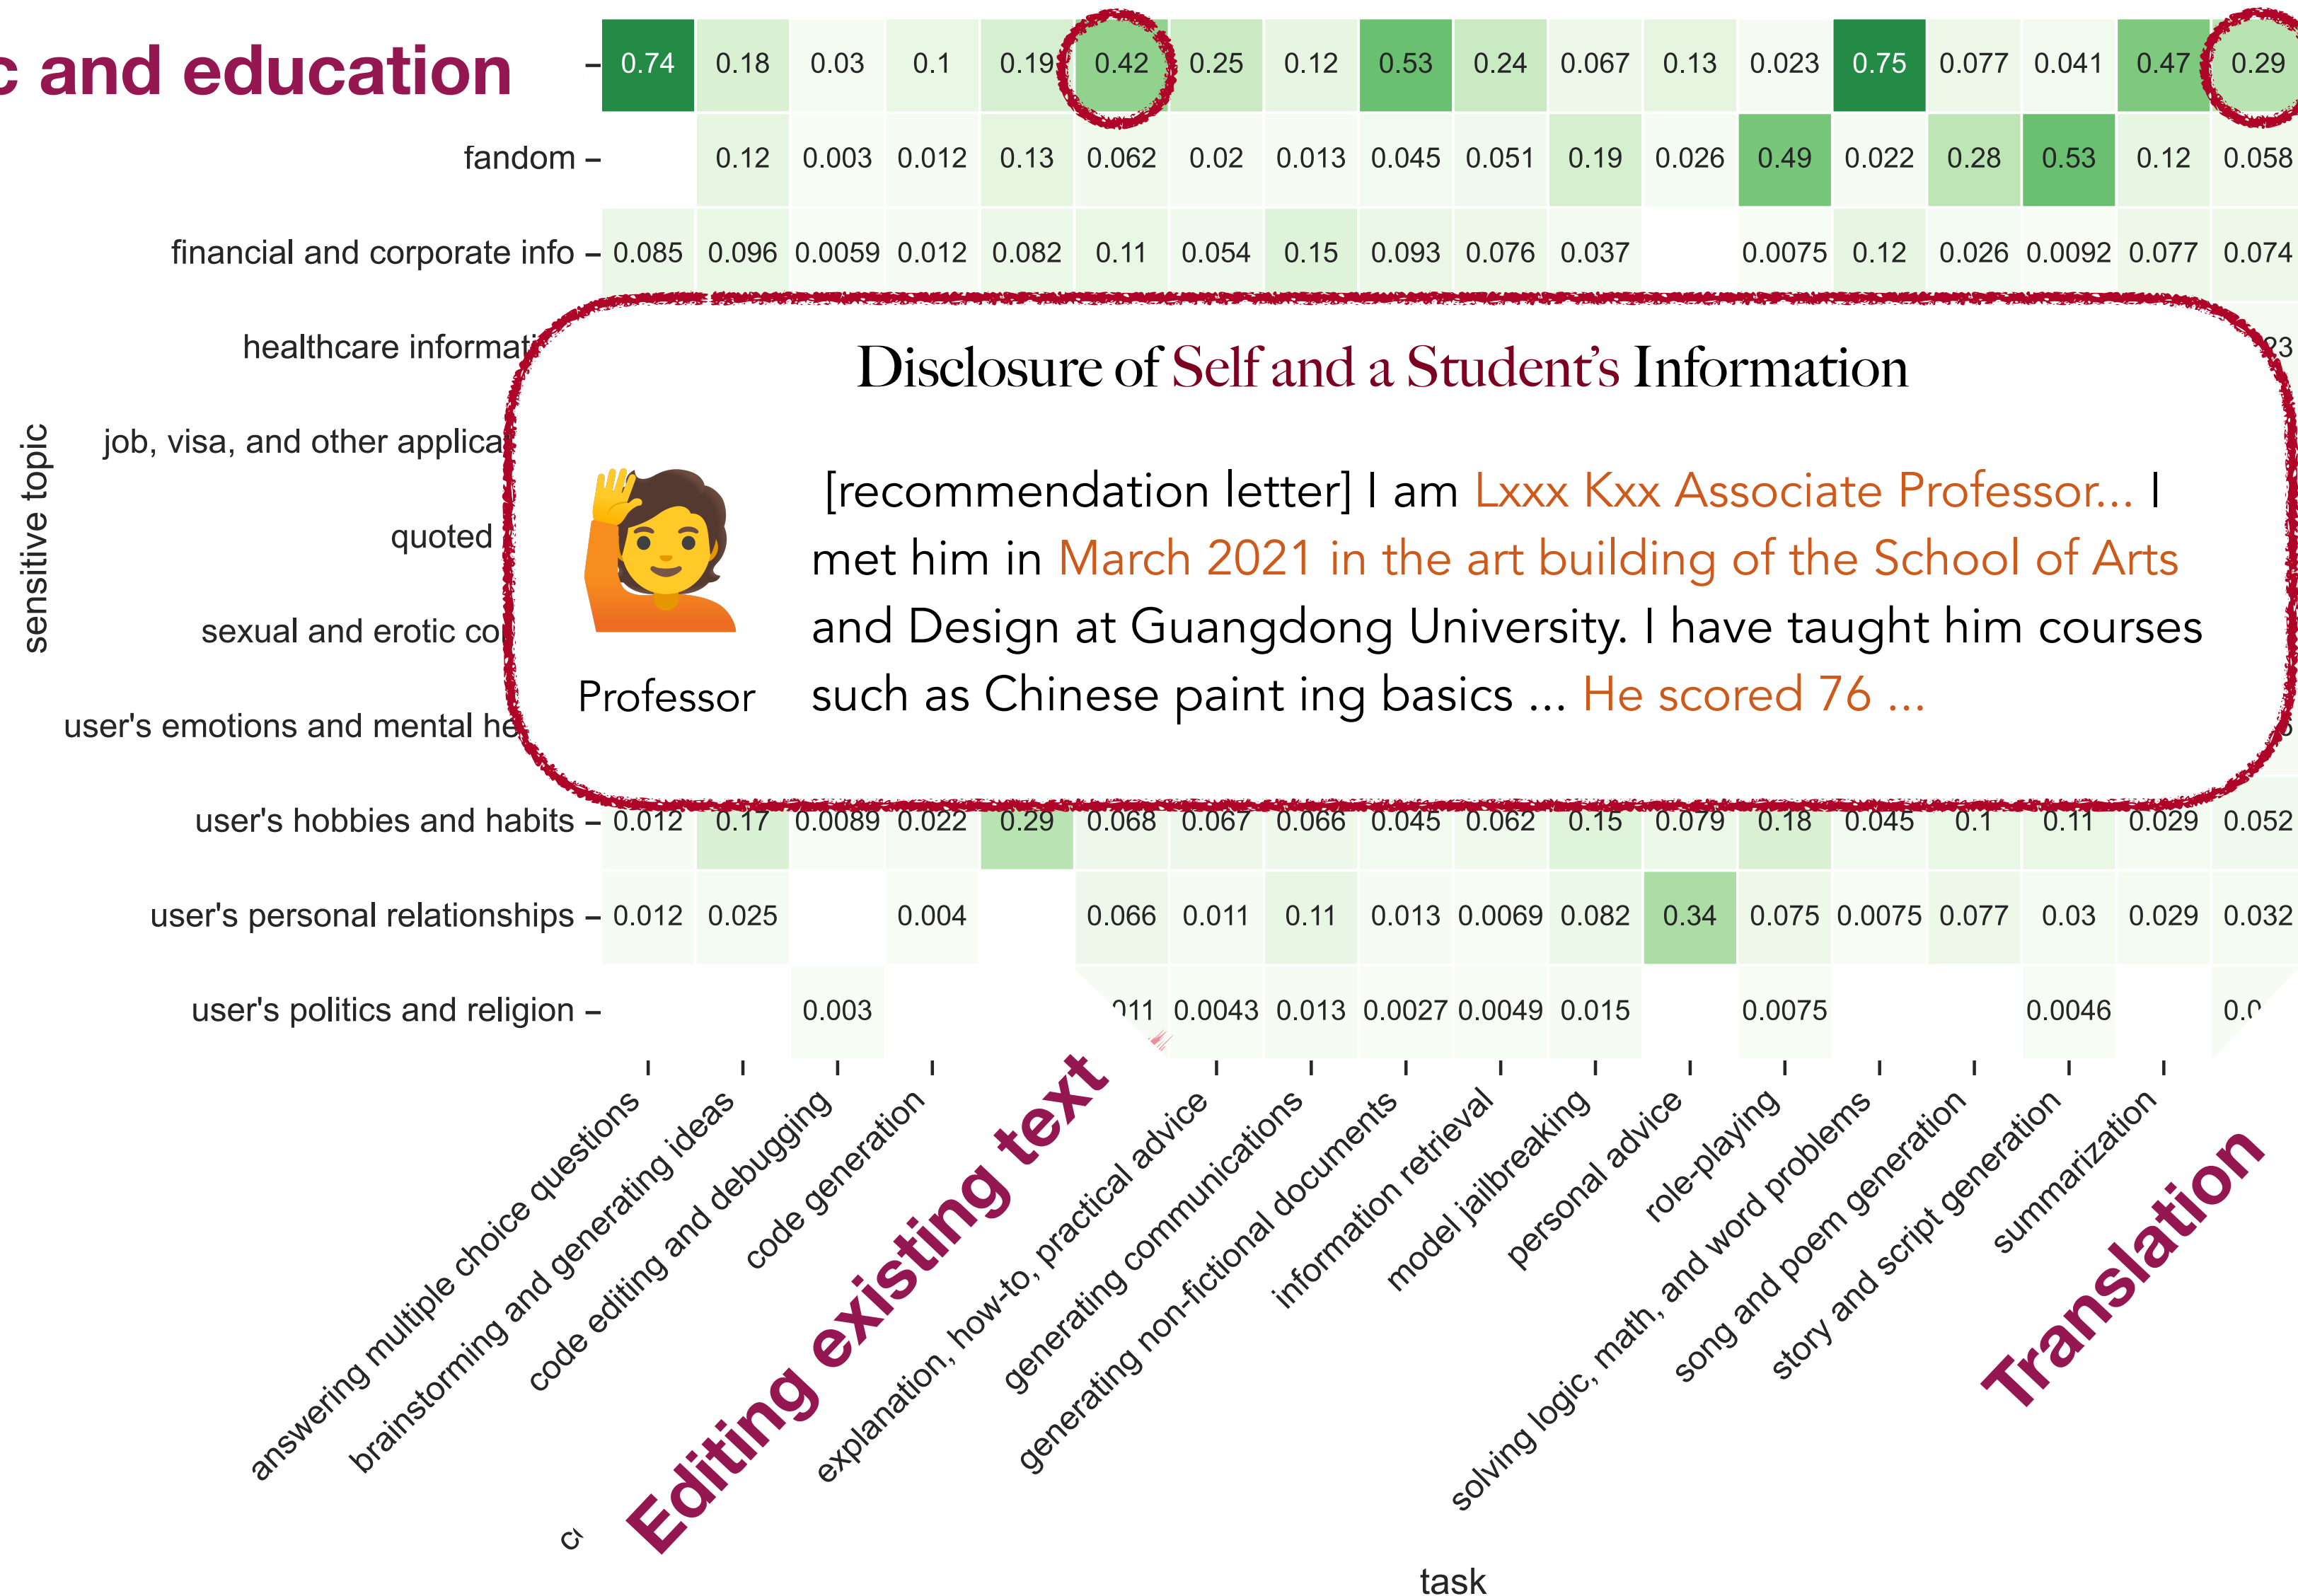 c and education
0.74 0.18 0.03 0.1 0.19 0.42 0.25 0.12 0.53 0.24 0.067 0.13 0.023 0.75 0.077 0.041 0.47 0.29
fandom
0.12 0.003 0.012 0.13 0.062 0.02 0.013 0.045 0.051 0.19 0.026 0.49 0.022 0.28 0.53 0.12 0.058
financial and corporate info
0.085 0.096 0.0059 0.012 0.082 0.11 0.054 0.15 0.093 0.076 0.037 0.0075 0.12 0.026 0.0092 0.077 0.074
healthcare informat
23
job, visa, and other applica
quoted
sexual and erotic co
user's emotions and mental he
sensitive topic
Disclosure of Self and a Student's Information
[recommendation letter] I am Lxxx Kxx Associate Professor... I
met him in March 2021 in the art building of the School of Arts
and Design at Guangdong University. I have taught him courses
such as Chinese paint ing basics ... He scored 76 ...
Professor
user's hobbies and habits
0.012 0.17 0.0089 0.022 0.29 0.068 0.067 0.066 0.045 0.062 0.15 0.079 0.18 0.045 0.1 0.11 0.029 0.052
user's personal relationships
0.012 0.025 0.004 0.066 0.011 0.11 0.013 0.0069 0.082 0.34 0.075 0.0075 0.077 0.03 0.029 0.032
user's politics and religion
0.003 011 0.0043 0.013 0.0027 0.0049 0.015 0.0075 0.0046 0.0
answering multiple choice questions
brainstorming and generating ideas
code editing and debugging
code generation
Editing existing text
explanation, how-to, practical advice
generating communications
generating non-fictional documents
information retrieval
model jailbreaking
personal advice
role-playing
solving logic, math, and word problems
song and poem generation
story and script generation
summarization
Translation
task